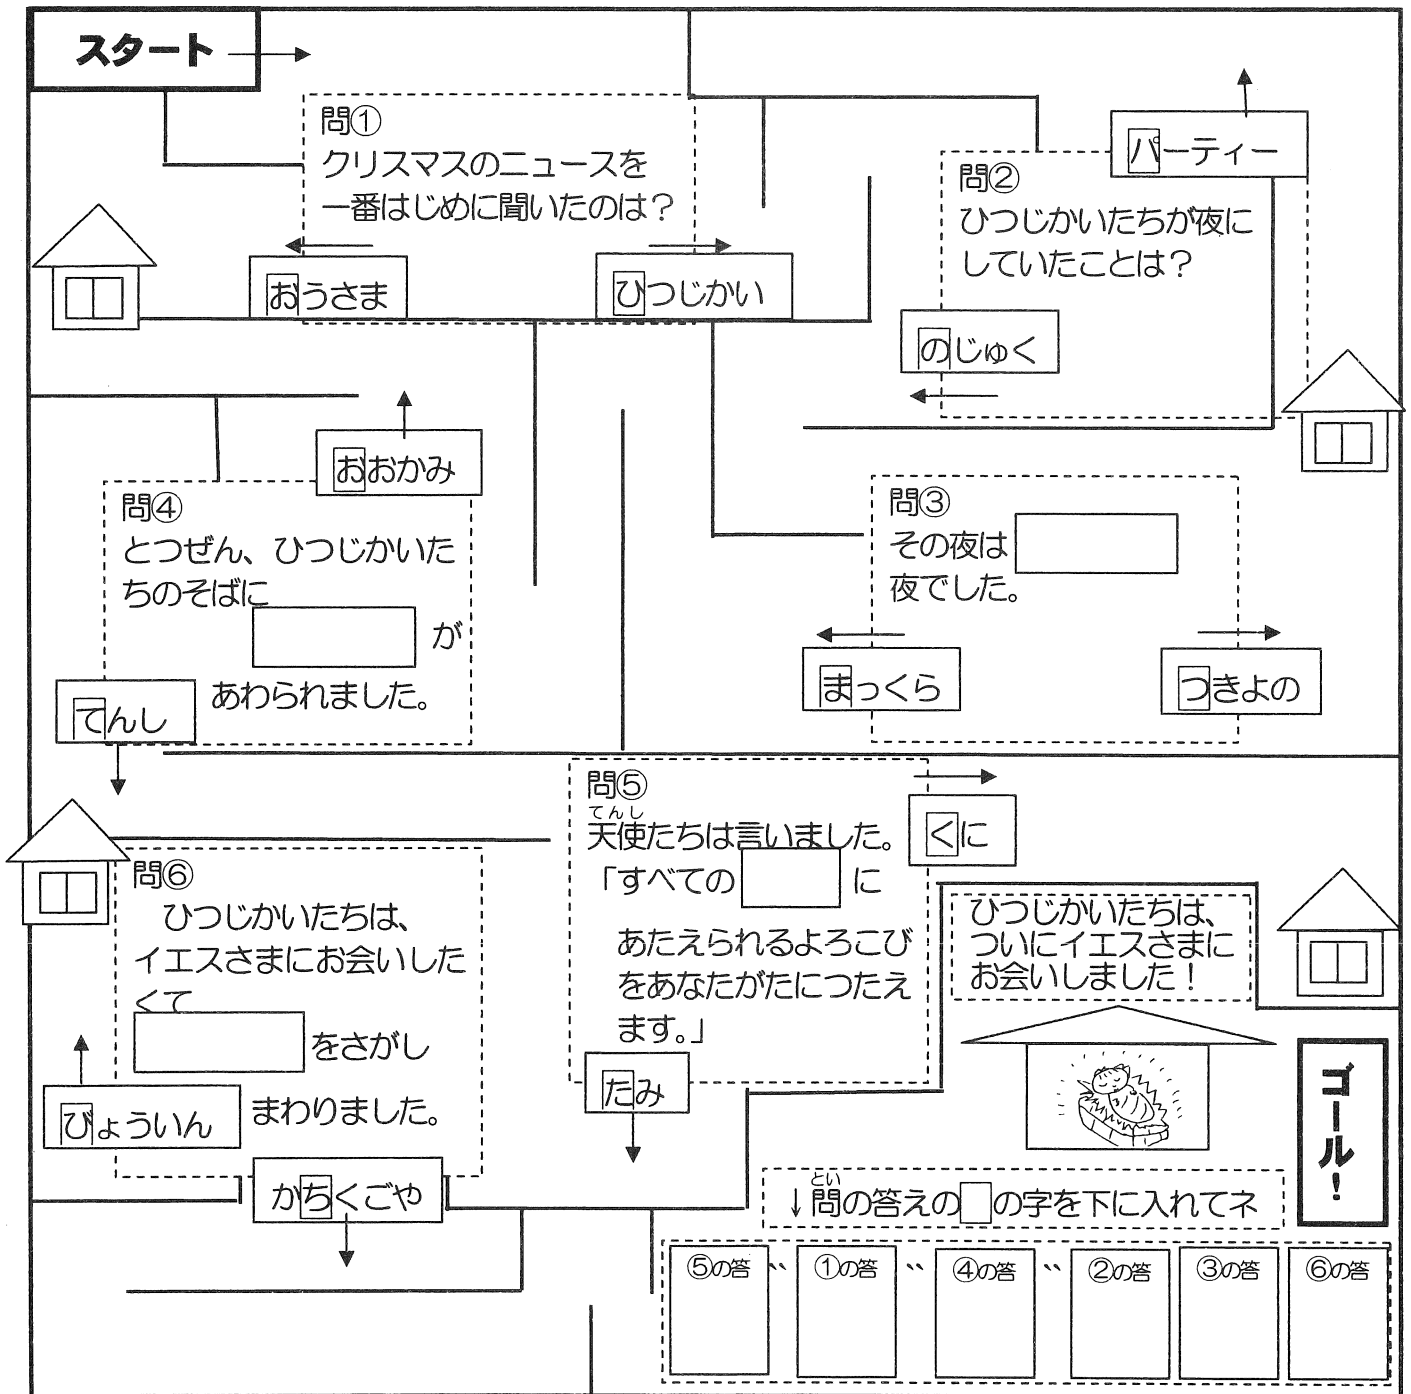 スタート
問①
クリスマスのニュースを
一番はじめに聞いたのは？
おうさま
ひつじかい
パーティー
問②
ひつじかいたちが夜に
していたことは？
のじゅく
問③
その夜は
夜でした。
まっくら
つきよの
おおかみ
問④
とつぜん、ひつじかいた
ちのそばに
が
あわられました。
てんし
問⑤
てんし
天使たちは言いました。
「すべての　に
あたえられるよろこび
をあなたがたにつたえ
ます。」
くに
たみ
問⑥
ひつじかいたちは、
イエスさまにお会いした
くて
をさがし
まわりました。
びょういん
かちくごや
ひつじかいたちは、
ついにイエスさまに
お会いしました！
ゴール！
とい
↓問の答えの□の字を下に入れてネ
⑤の答 〝 ①の答 〝 ④の答 〝 ②の答 ③の答 ⑥の答